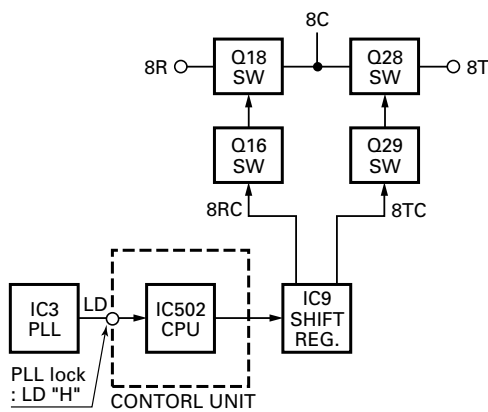 8C
8R
Q18
SW
Q28
SW
8T
Q16
SW
Q29
SW
8RC
8TC
IC3
PLL
LD
IC502
CPU
IC9
SHIFT
REG.
PLL lock
: LD "H"
CONTORL UNIT